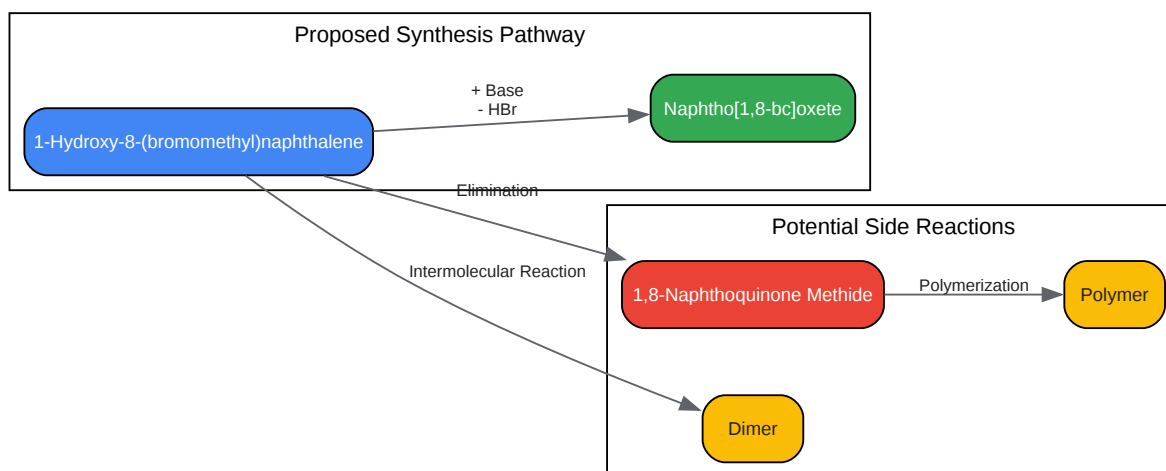 Proposed Synthesis Pathway
+ Base
- HBr
Naphtho[1,8-bc]oxete
1-Hydroxy-8-(bromomethyl)naphthalene
Elimination
Potential Side Reactions
Intermolecular Reaction
1,8-Naphthoquinone Methide
Polymerization
Polymer
Dimer